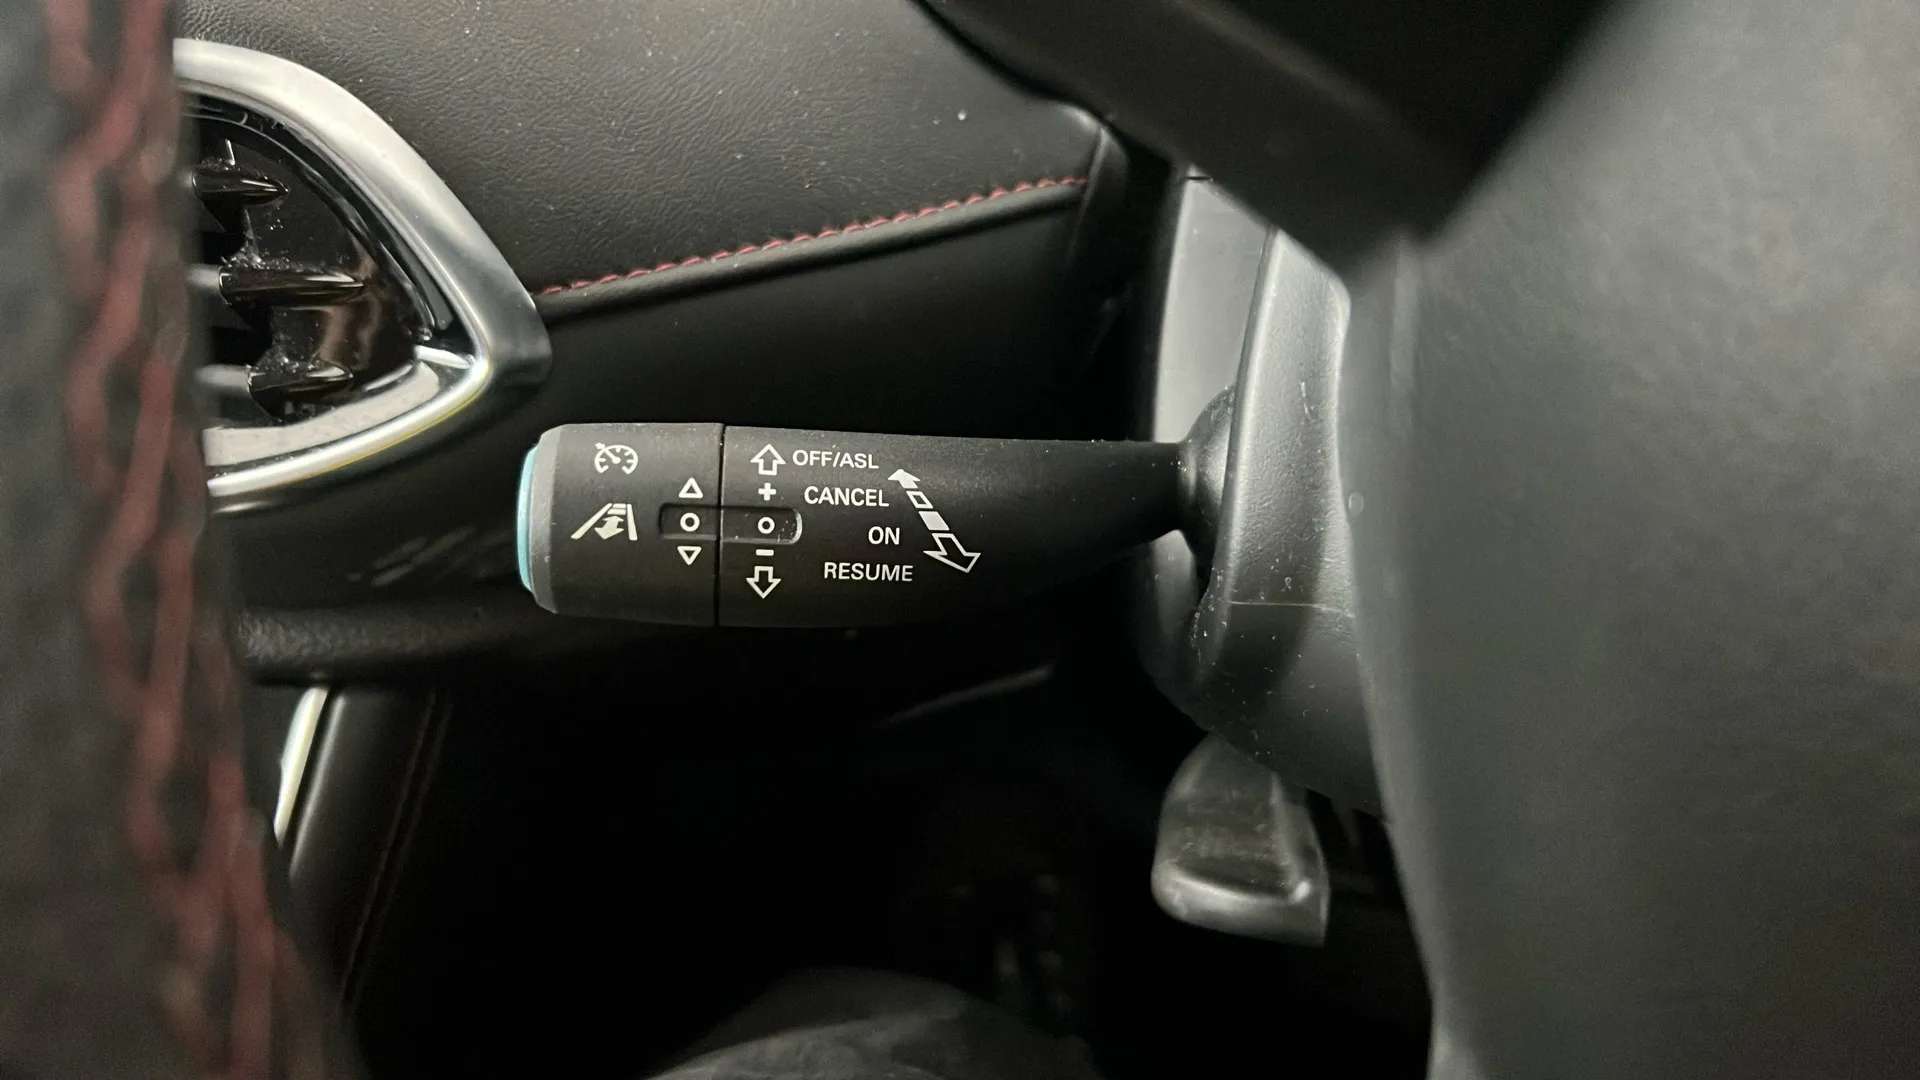 OFF/ASL
+ CANCEL
ON
- RESUME